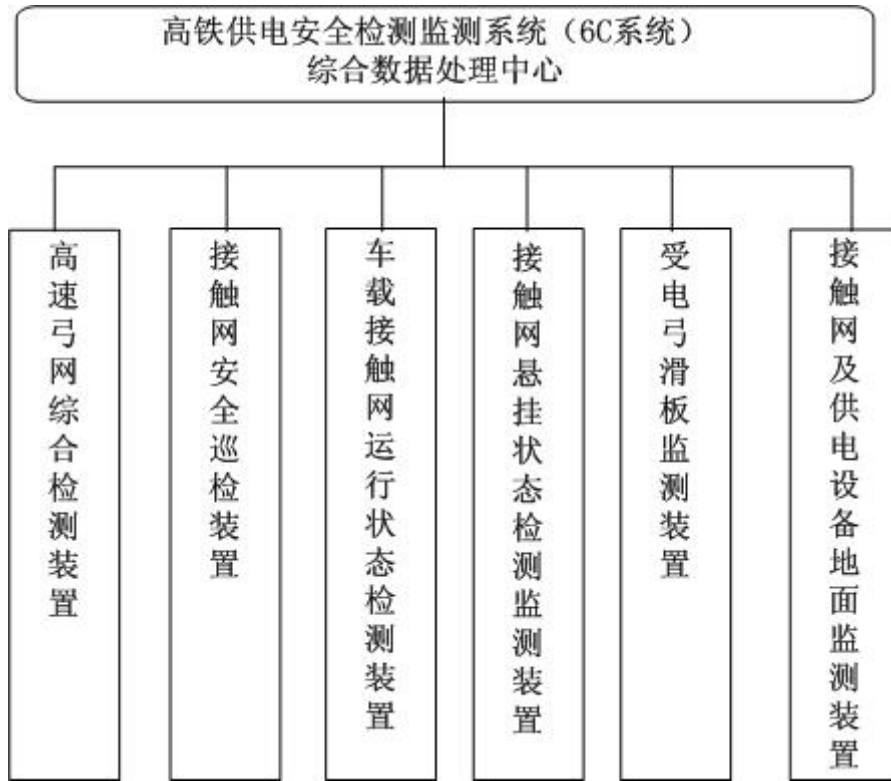 高铁供电安全检测监测系统（6C系统）
综合数据处理中心
高速弓网综合检测装置
接触网安全巡检装置
车载接触网运行状态检测装置
接触网悬挂状态检测监测装置
受电弓滑板监测装置
接触网及供电设备地面监测装置